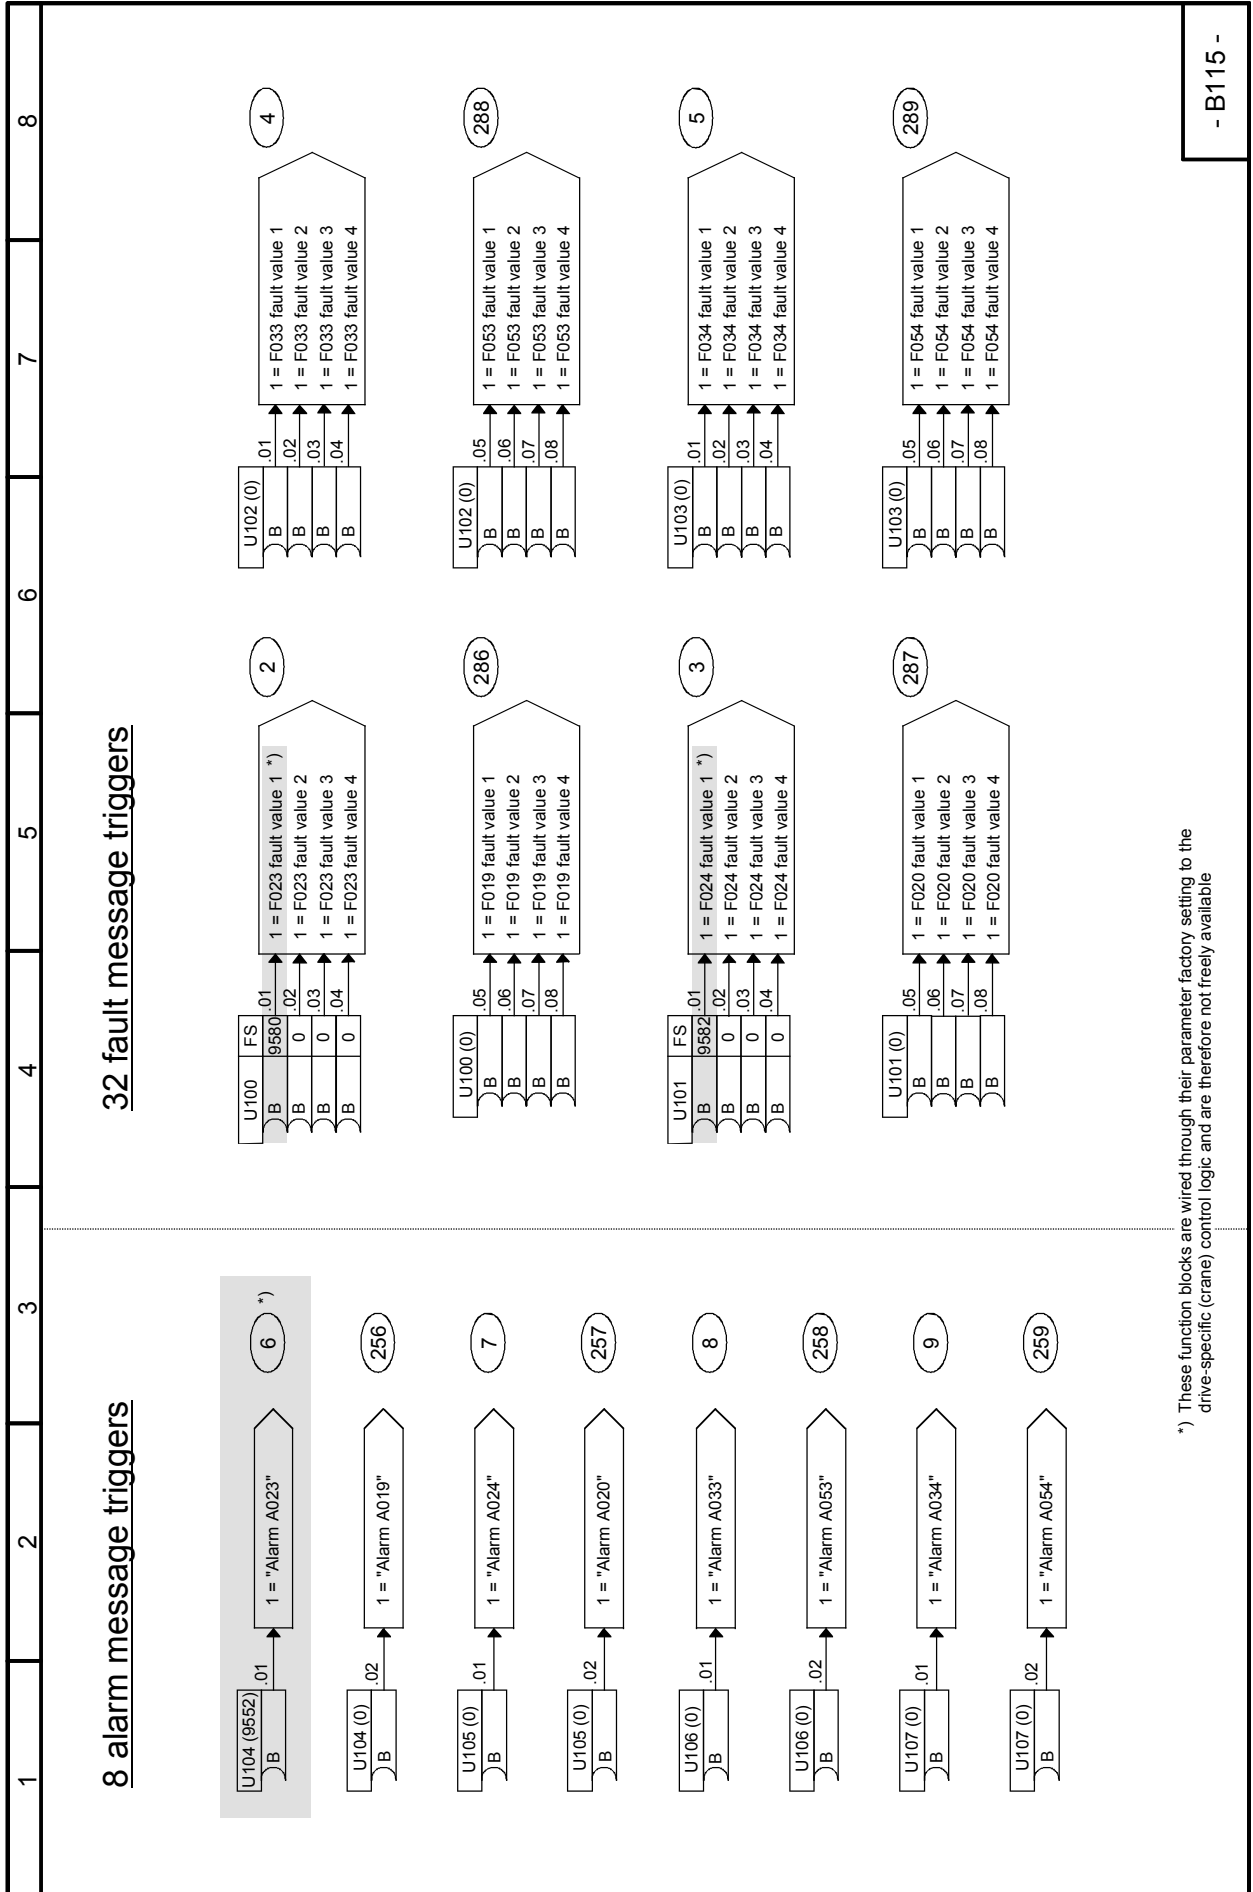 1 2 3 4 5 6 7 8
8 alarm message triggers
U104 (9552)
B
.01
1 = "Alarm A023"
6
*)
U104 (0)
B
.02
1 = "Alarm A019"
256
U105 (0)
B
.01
1 = "Alarm A024"
7
U105 (0)
B
.02
1 = "Alarm A020"
257
U106 (0)
B
.01
1 = "Alarm A033"
8
U106 (0)
B
.02
1 = "Alarm A053"
258
U107 (0)
B
.01
1 = "Alarm A034"
9
U107 (0)
B
.02
1 = "Alarm A054"
259
32 fault message triggers
U100 FS
B 9580 .01 1 = F023 fault value 1 *)
B 0 .02 1 = F023 fault value 2
B 0 .03 1 = F023 fault value 3
B 0 .04 1 = F023 fault value 4
2
U100 (0)
B .05 1 = F019 fault value 1
B .06 1 = F019 fault value 2
B .07 1 = F019 fault value 3
B .08 1 = F019 fault value 4
286
U101 FS
B 9582 .01 1 = F024 fault value 1 *)
B 0 .02 1 = F024 fault value 2
B 0 .03 1 = F024 fault value 3
B 0 .04 1 = F024 fault value 4
3
U101 (0)
B .05 1 = F020 fault value 1
B .06 1 = F020 fault value 2
B .07 1 = F020 fault value 3
B .08 1 = F020 fault value 4
287
U102 (0)
B .01 1 = F033 fault value 1
B .02 1 = F033 fault value 2
B .03 1 = F033 fault value 3
B .04 1 = F033 fault value 4
4
U102 (0)
B .05 1 = F053 fault value 1
B .06 1 = F053 fault value 2
B .07 1 = F053 fault value 3
B .08 1 = F053 fault value 4
288
U103 (0)
B .01 1 = F034 fault value 1
B .02 1 = F034 fault value 2
B .03 1 = F034 fault value 3
B .04 1 = F034 fault value 4
5
U103 (0)
B .05 1 = F054 fault value 1
B .06 1 = F054 fault value 2
B .07 1 = F054 fault value 3
B .08 1 = F054 fault value 4
289
*) These function blocks are wired through their parameter factory setting to the
drive-specific (crane) control logic and are therefore not freely available
- B115 -